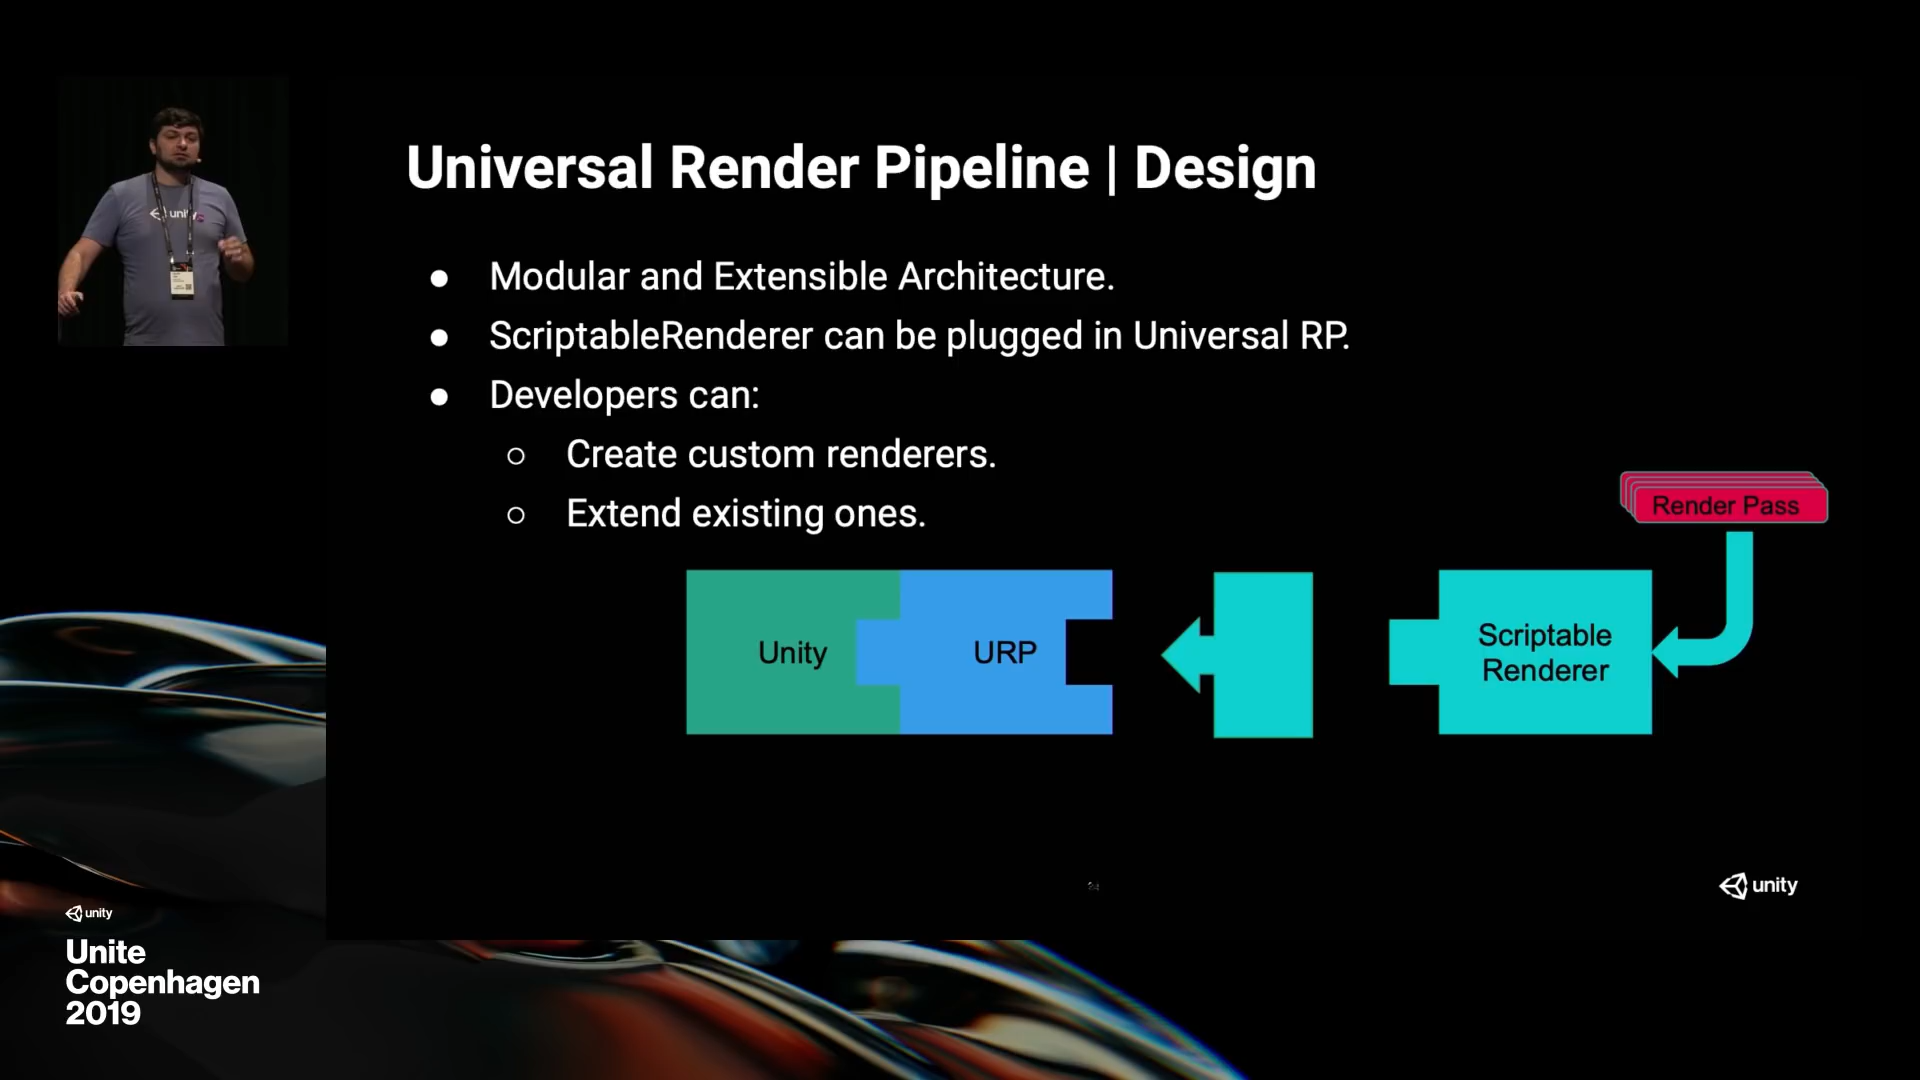 Universal Render Pipeline | Design
● Modular and Extensible Architecture.
● ScriptableRenderer can be plugged in Universal RP.
● Developers can:
○ Create custom renderers.
○ Extend existing ones.
Render Pass
Unity
URP
Scriptable
Renderer
unity
unity
unity
Unite
Copenhagen
2019